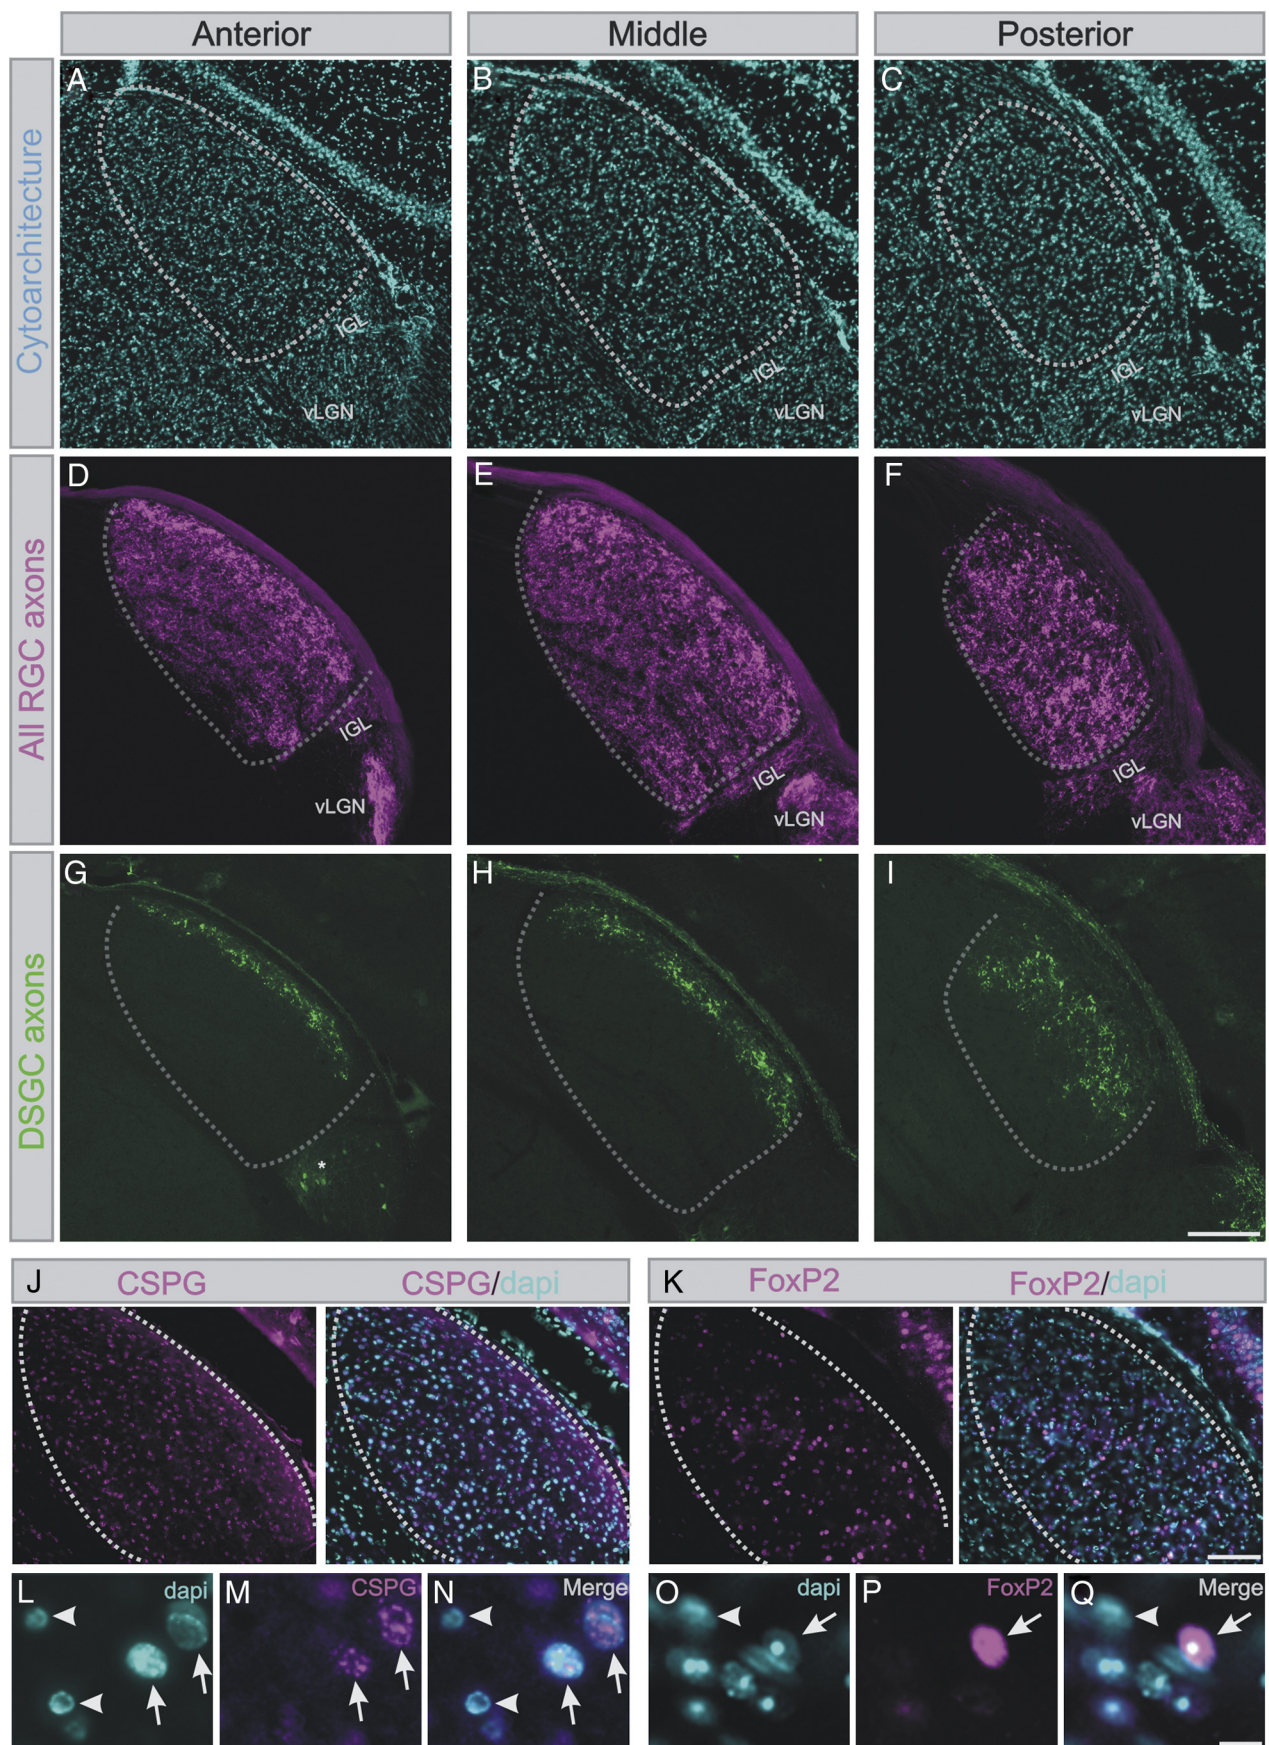 Anterior
Middle
Posterior
Cytoarchitecture
A
B
C
IGL
IGL
IGL
vLGN
vLGN
vLGN
All RGC axons
D
E
F
IGL
IGL
IGL
vLGN
vLGN
vLGN
DSGC axons
G
H
I
*
J CSPG CSPG/dapi
K FoxP2 FoxP2/dapi
L dapi
M CSPG
N Merge
O dapi
P FoxP2
Q Merge